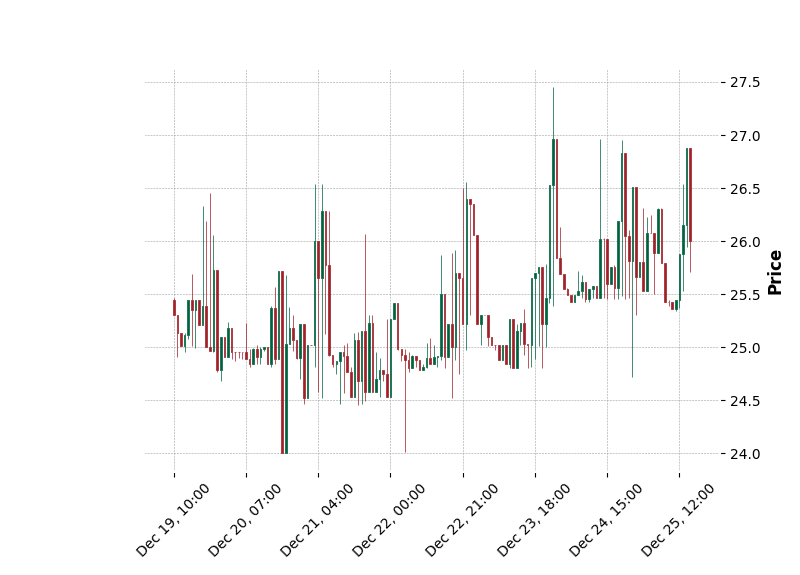 27.5
27.0
26.5
26.0
25.5
25.0
24.5
24.0
Price
Dec 19, 10:00
Dec 20, 07:00
Dec 21, 04:00
Dec 22, 00:00
Dec 22, 21:00
Dec 23, 18:00
Dec 24, 15:00
Dec 25, 12:00